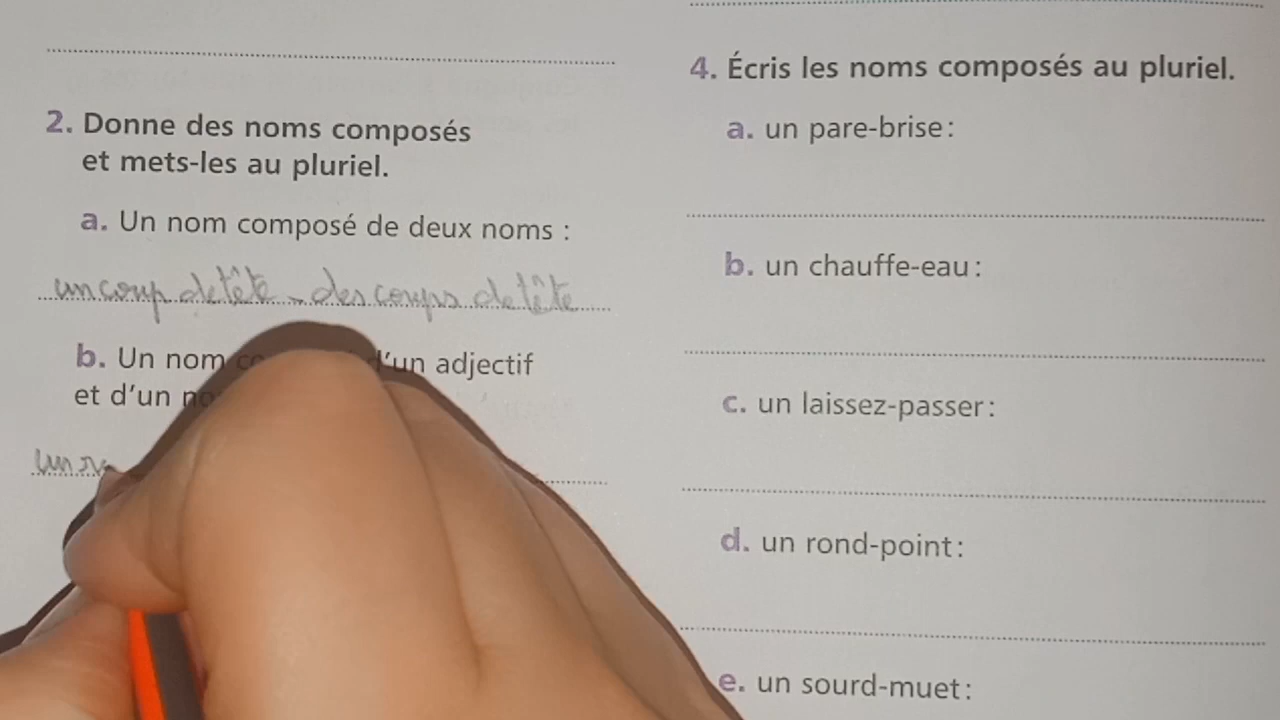 2. Donne des noms composés
et mets-les au pluriel.
a. Un nom composé de deux noms :
un coup de tête - des coups de tête
b. Un nom d'un adjectif
et d'un
un
4. Écris les noms composés au pluriel.
a. un pare-brise :
b. un chauffe-eau :
c. un laissez-passer :
d. un rond-point :
e. un sourd-muet :